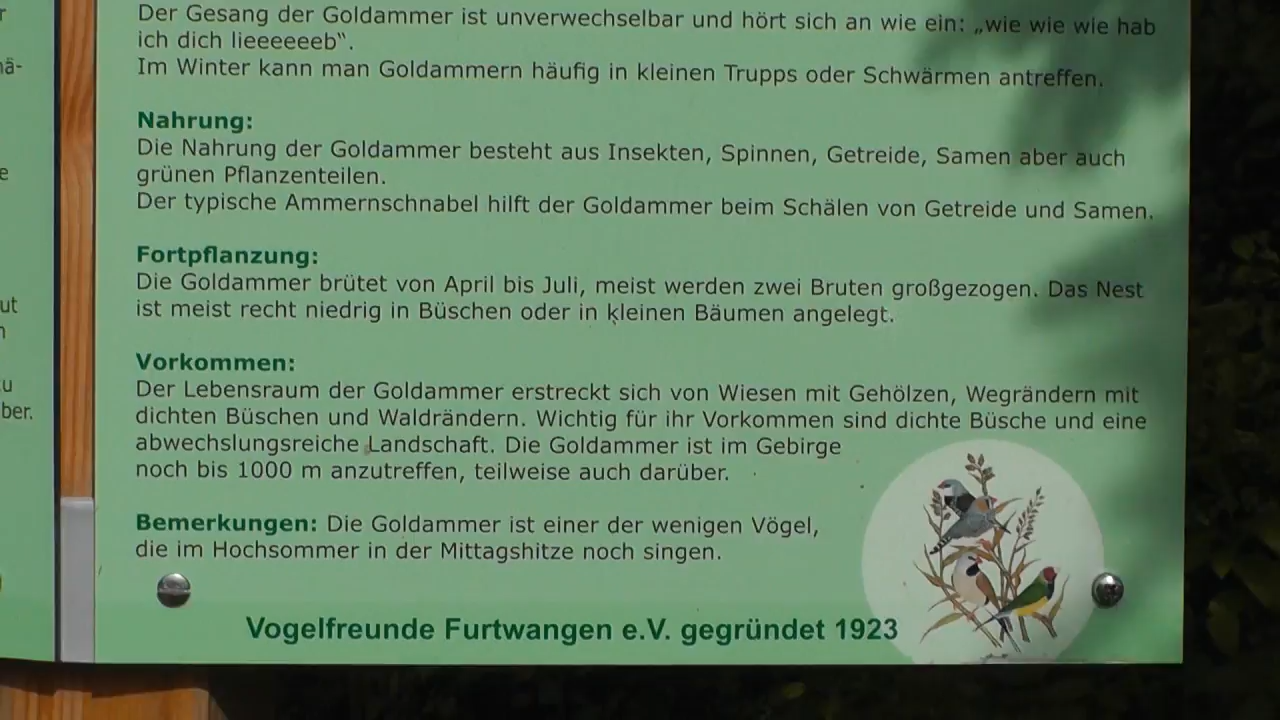 r
Der Gesang der Goldammer ist unverwechselbar und hört sich an wie ein: „wie wie wie hab
ich dich lieeeeeeb“.
Im Winter kann man Goldammern häufig in kleinen Trupps oder Schwärmen antreffen.
Nahrung:
Die Nahrung der Goldammer besteht aus Insekten, Spinnen, Getreide, Samen aber auch
grünen Pflanzenteilen.
Der typische Ammernschnabel hilft der Goldammer beim Schälen von Getreide und Samen.
Fortpflanzung:
Die Goldammer brütet von April bis Juli, meist werden zwei Bruten großgezogen. Das Nest
ist meist recht niedrig in Büschen oder in kleinen Bäumen angelegt.
Vorkommen:
Der Lebensraum der Goldammer erstreckt sich von Wiesen mit Gehölzen, Wegrändern mit
dichten Büschen und Waldrändern. Wichtig für ihr Vorkommen sind dichte Büsche und eine
abwechslungsreiche Landschaft. Die Goldammer ist im Gebirge
noch bis 1000 m anzutreffen, teilweise auch darüber.
Bemerkungen: Die Goldammer ist einer der wenigen Vögel,
die im Hochsommer in der Mittagshitze noch singen.
Vogelfreunde Furtwangen e.V. gegründet 1923